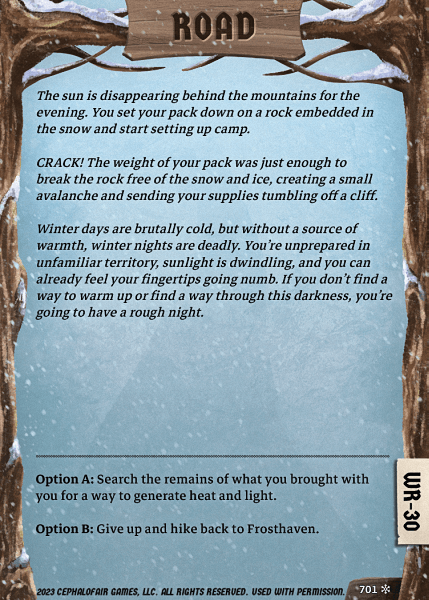 ROAD
The sun is disappearing behind the mountains for the
evening. You set your pack down on a rock embedded in
the snow and start setting up camp.
CRACK! The weight of your pack was just enough to
break the rock free of the snow and ice, creating a small
avalanche and sending your supplies tumbling off a cliff.
Winter days are brutally cold, but without a source of
warmth, winter nights are deadly. You're unprepared in
unfamiliar territory, sunlight is dwindling, and you can
already feel your fingertips going numb. If you don't find a
way to warm up or find a way through this darkness, you're
going to have a rough night.
Option A: Search the remains of what you brought with
you for a way to generate heat and light.
Option B: Give up and hike back to Frosthaven.
WR-30
2023 CEPHALOFAIR GAMES, LLC. ALL RIGHTS RESERVED. USED WITH PERMISSION.
701